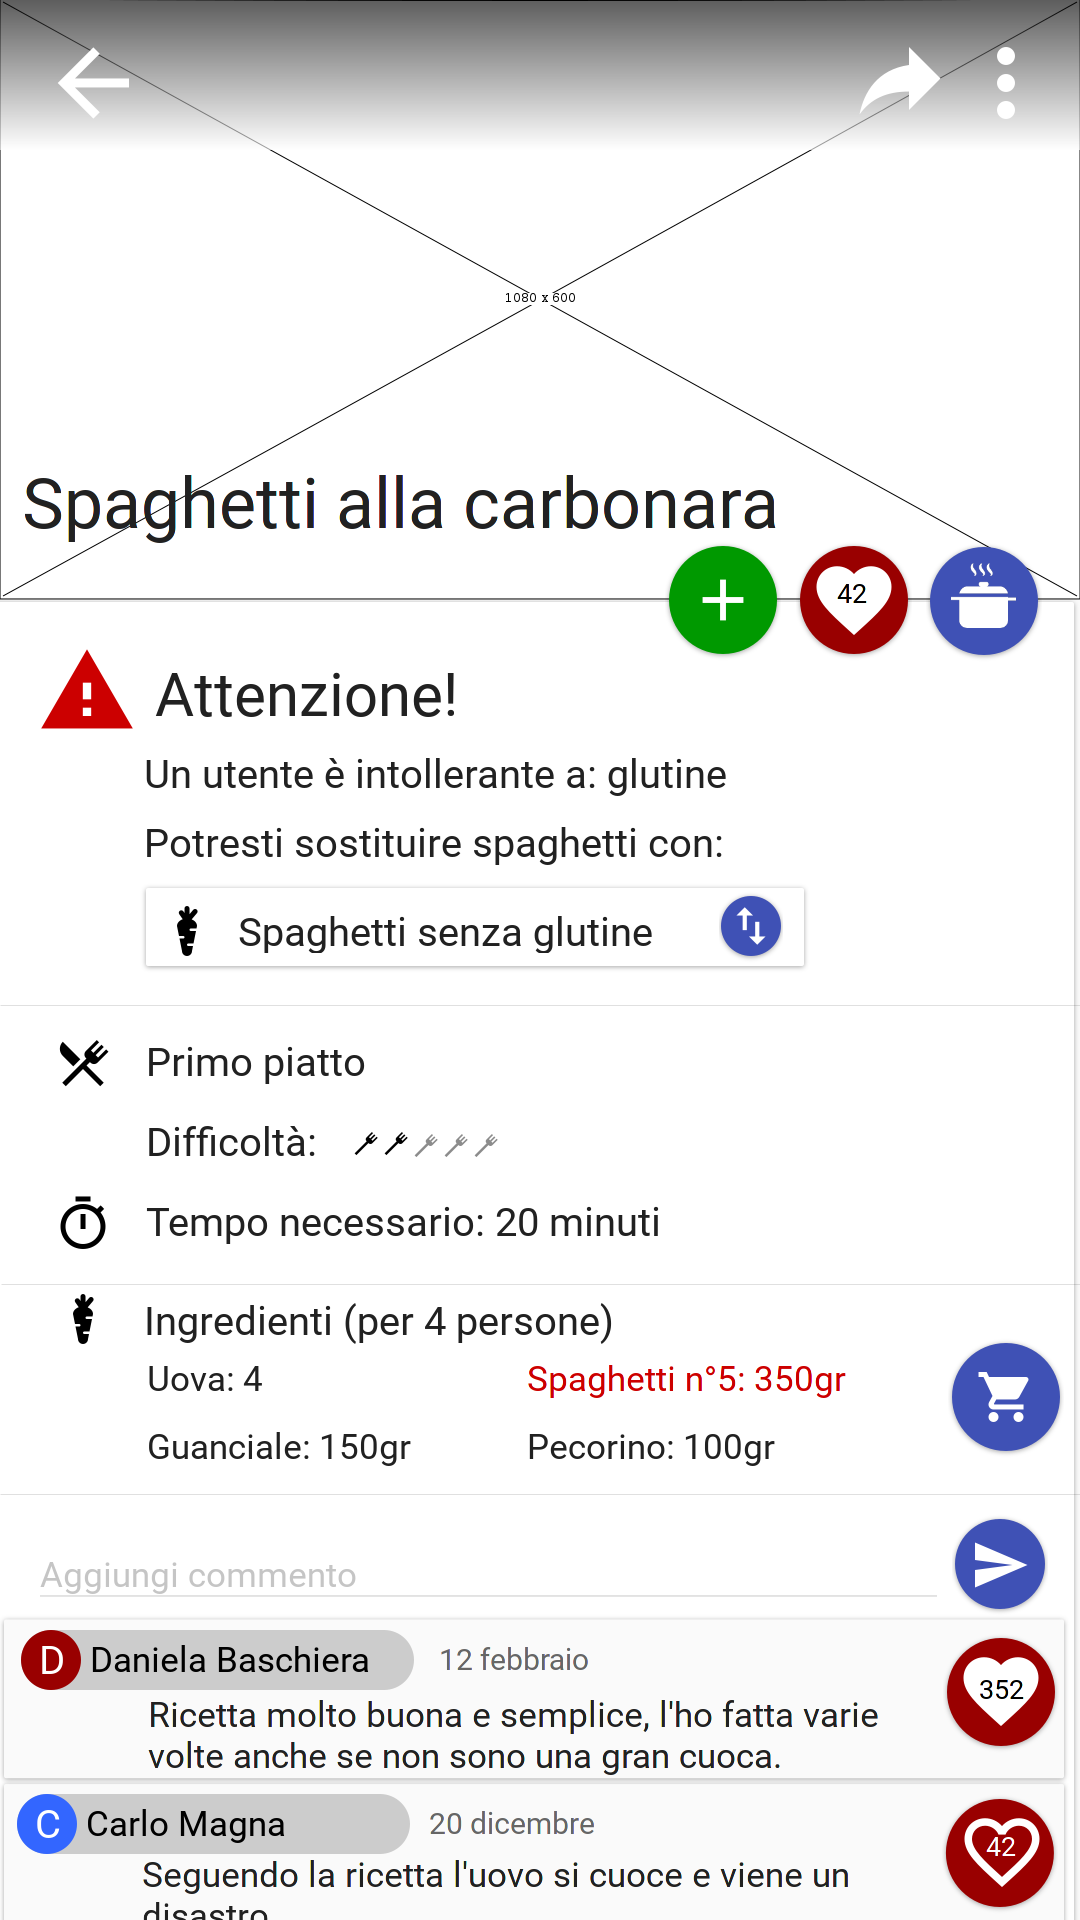 1080 x 600
Spaghetti alla carbonara
42
Attenzione!
Un utente è intollerante a: glutine
Potresti sostituire spaghetti con:
Spaghetti senza glutine
Primo piatto
Difficoltà:
Tempo necessario: 20 minuti
Ingredienti (per 4 persone)
Uova: 4
Spaghetti n°5: 350gr
Guanciale: 150gr
Pecorino: 100gr
Aggiungi commento
D Daniela Baschiera 12 febbraio
352
Ricetta molto buona e semplice, l'ho fatta varie
volte anche se non sono una gran cuoca.
C Carlo Magna 20 dicembre
42
Seguendo la ricetta l'uovo si cuoce e viene un
disastro